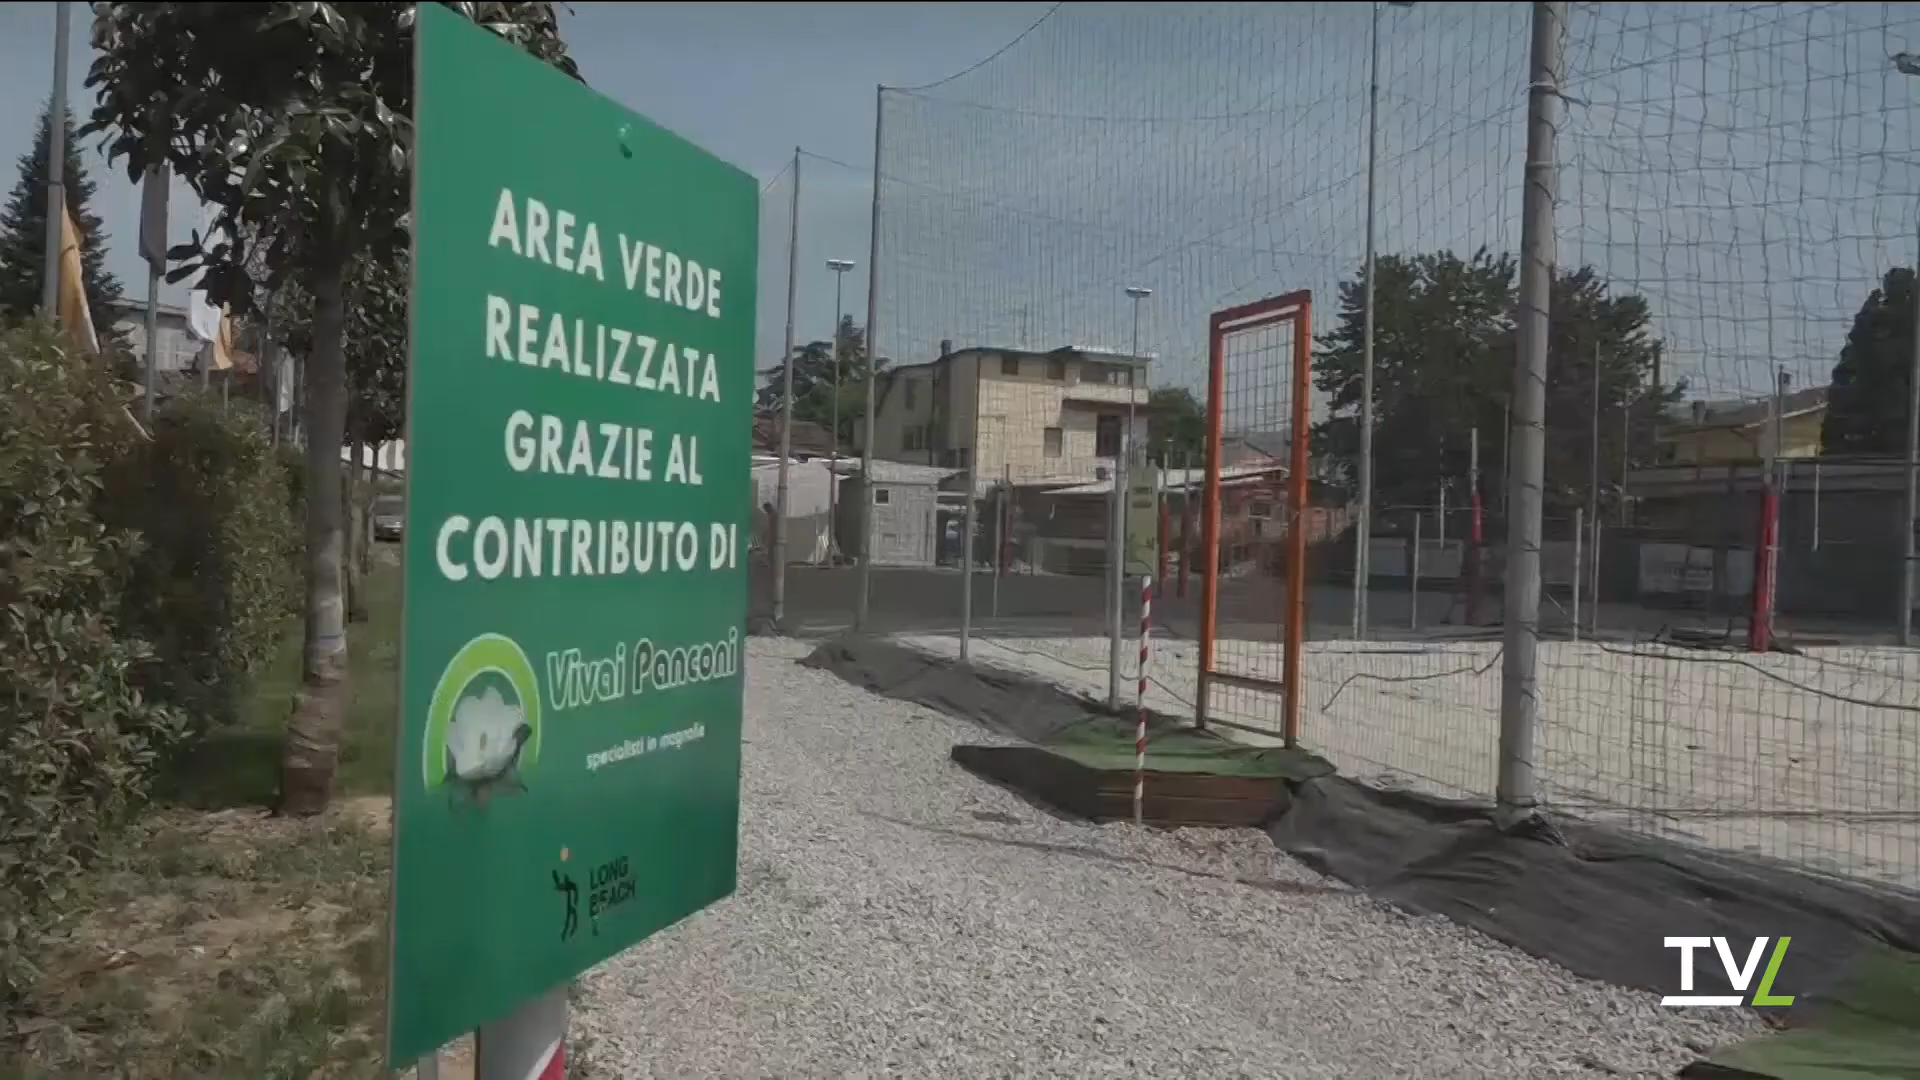 AREA VERDE
REALIZZATA
GRAZIE AL
CONTRIBUTO DI
Vivai Panconi
specialisti in magnolie
LONG
BEACH
TVL